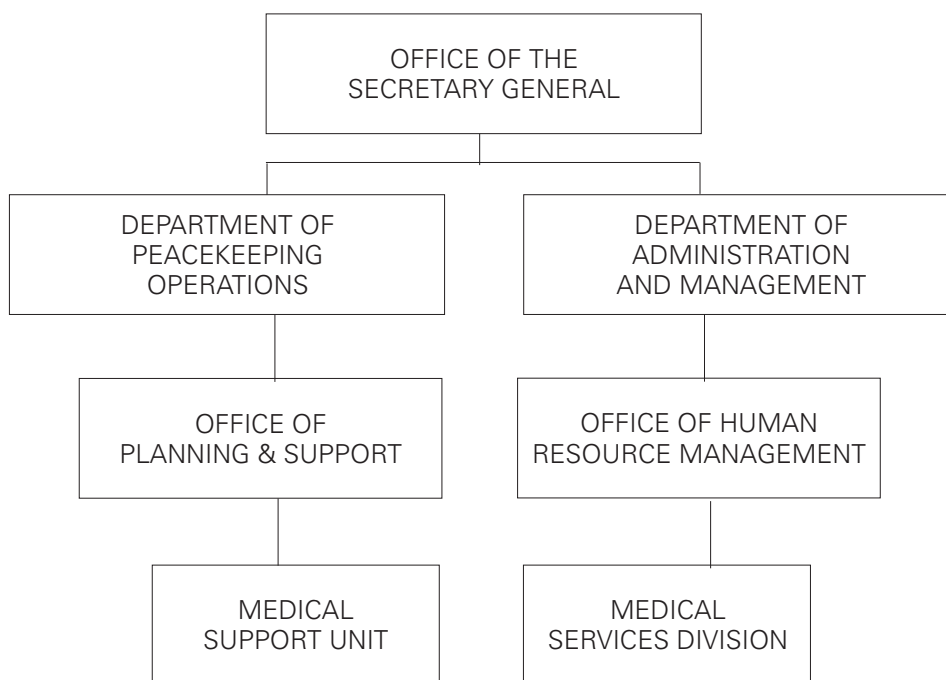 OFFICE OF THE
SECRETARY GENERAL
DEPARTMENT OF
PEACEKEEPING
OPERATIONS
DEPARTMENT OF
ADMINISTRATION
AND MANAGEMENT
OFFICE OF
PLANNING & SUPPORT
OFFICE OF HUMAN
RESOURCE MANAGEMENT
MEDICAL
SUPPORT UNIT
MEDICAL
SERVICES DIVISION